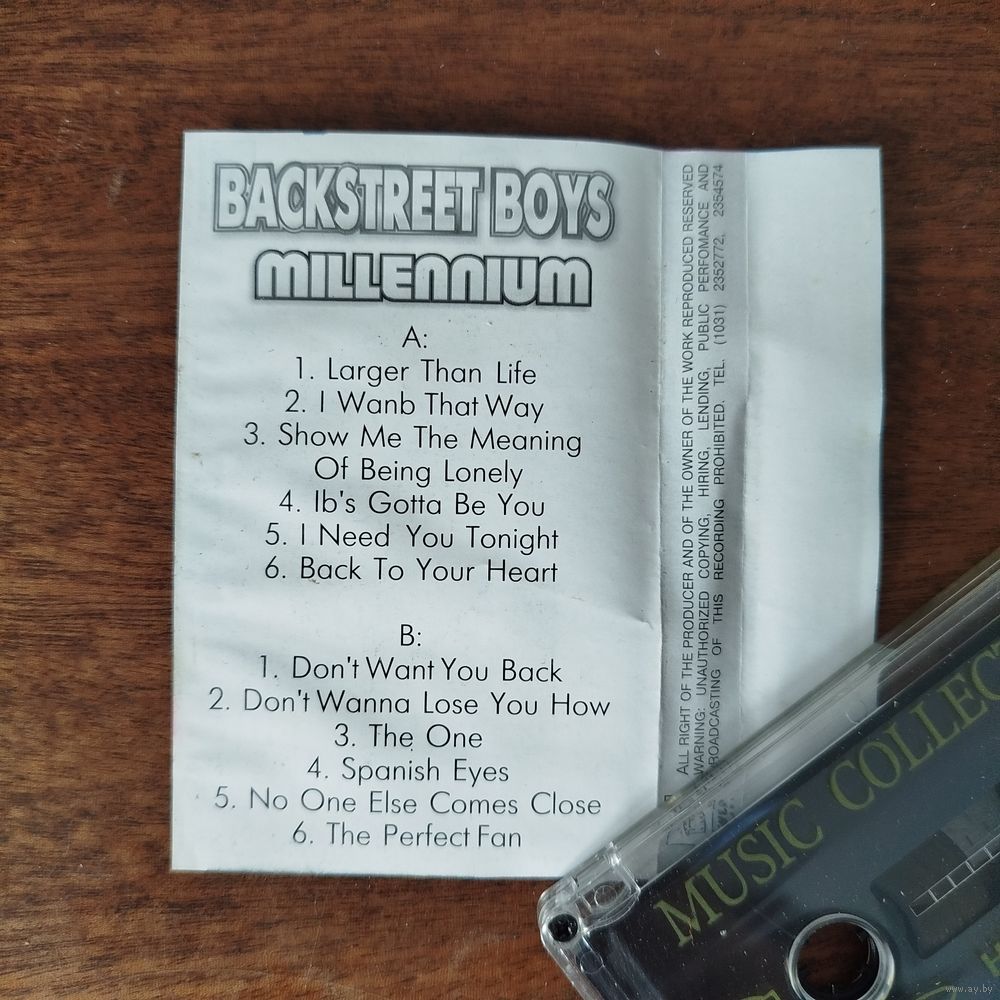 BACKSTREET BOYS
MILLENNIUM
A:
1. Larger Than Life
2. I Wanb That Way
3. Show Me The Meaning
Of Being Lonely
4. Ib's Gotta Be You
5. I Need You Tonight
6. Back To Your Heart
B:
1. Don't Want You Back
2. Don't Wanna Lose You How
3. The One
4. Spanish Eyes
5. No One Else Comes Close
6. The Perfect Fan
ALL RIGHT OF THE PRODUCER AND OF THE OWNER OF THE WORK REPRODUCED RESERVED
WARNING: UNAUTHORIZED COPYING, HIRING, LENDING, PUBLIC PERFOMANCE AND
BROADCASTING OF THIS RECORDING PROHIBITED. TEL. (1031) 2352772, 2354574
MUSIC COLLECT
www.ay.by